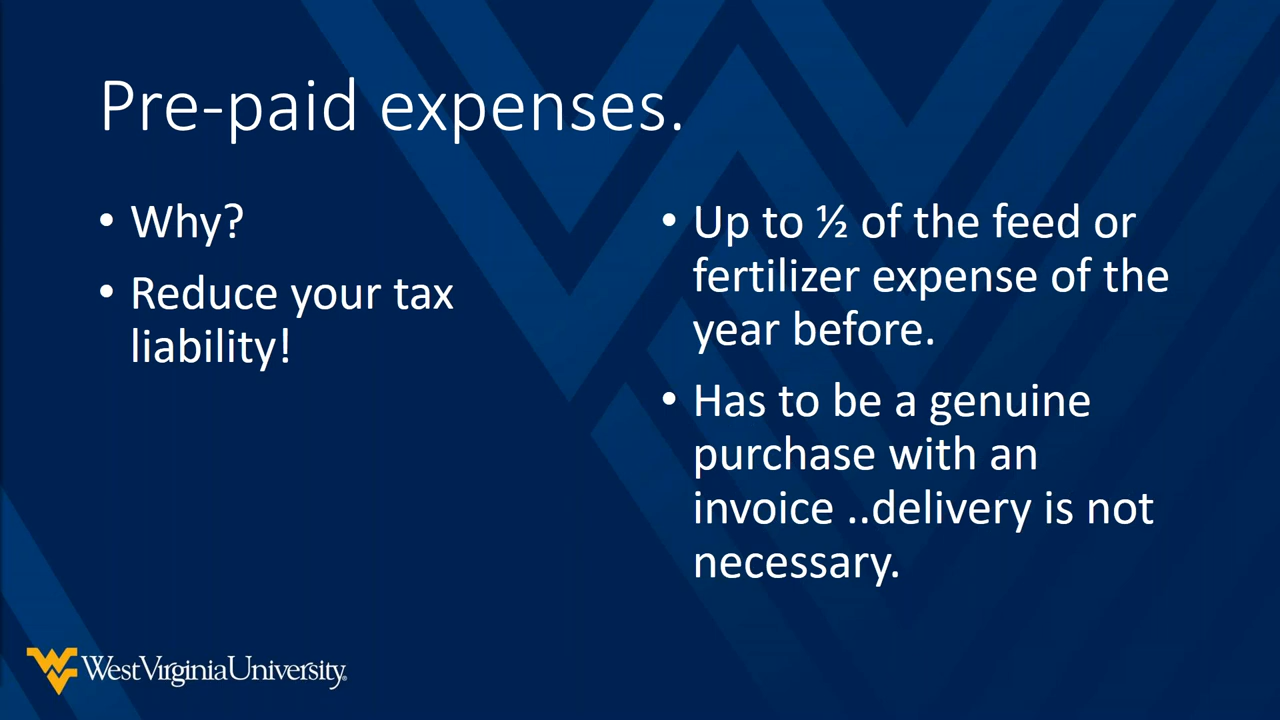 Pre-paid expenses.
• Why?
• Reduce your tax
liability!
• Up to ½ of the feed or
fertilizer expense of the
year before.
• Has to be a genuine
purchase with an
invoice ..delivery is not
necessary.
WestVirginiaUniversity®